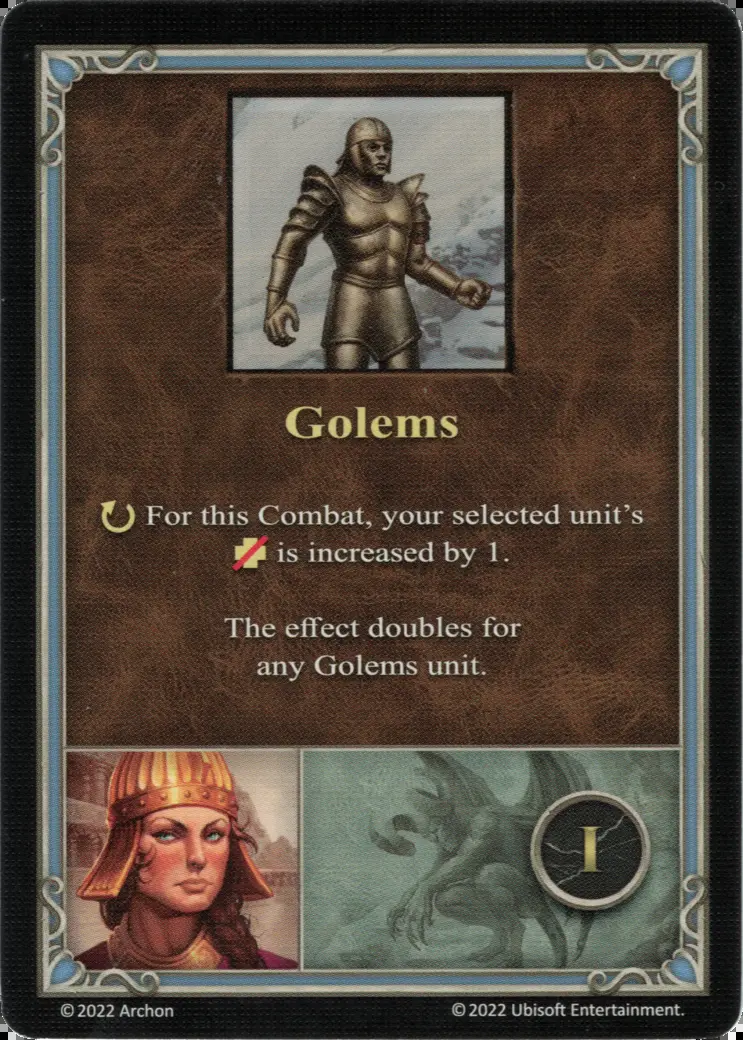 Golems
For this Combat, your selected unit's
is increased by 1.
The effect doubles for
any Golems unit.
I
© 2022 Archon
© 2022 Ubisoft Entertainment.